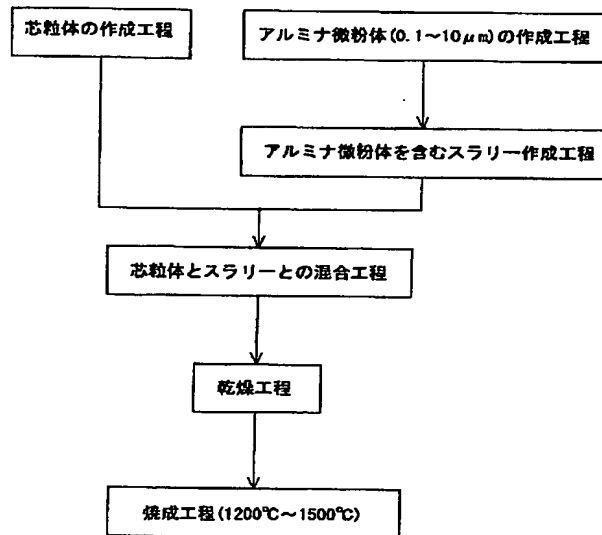 芯粒体の作成工程
アルミナ微粉体(0.1～10μm)の作成工程
アルミナ微粉体を含むスラリー作成工程
芯粒体とスラリーとの混合工程
乾燥工程
焼成工程(1200℃～1500℃)